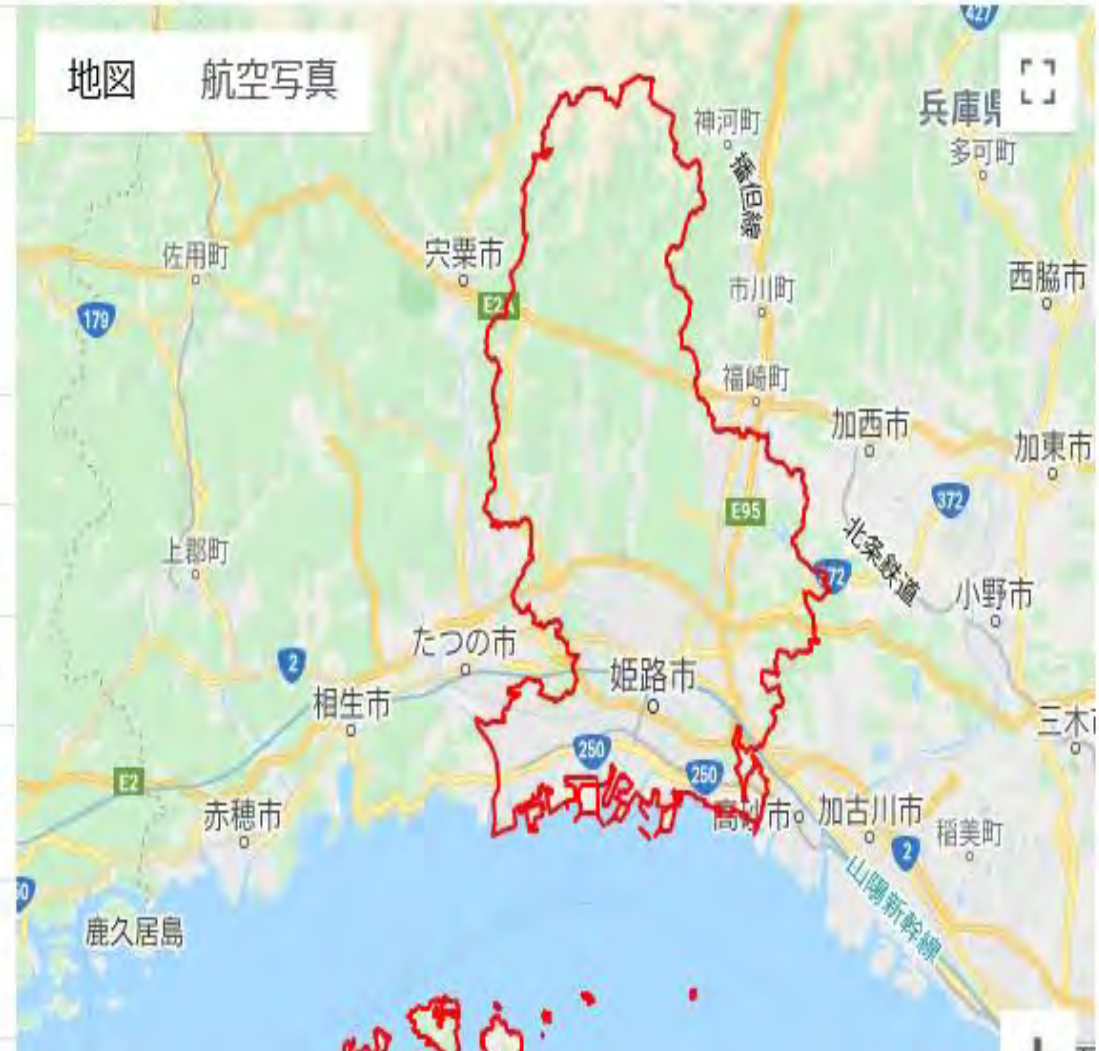 427
地図 航空写真
兵庫県
神河町
多可町
播但線
佐用町
宍粟市
西脇市
市川町
E2A
179
福崎町
加西市
加東市
E95
372
北条鉄道
上郡町
小野市
たつの市
2
姫路市
相生市
三木
250
250
E2
赤穂市
高砂市
加古川市
稲美町
2
山陽新幹線
鹿久居島